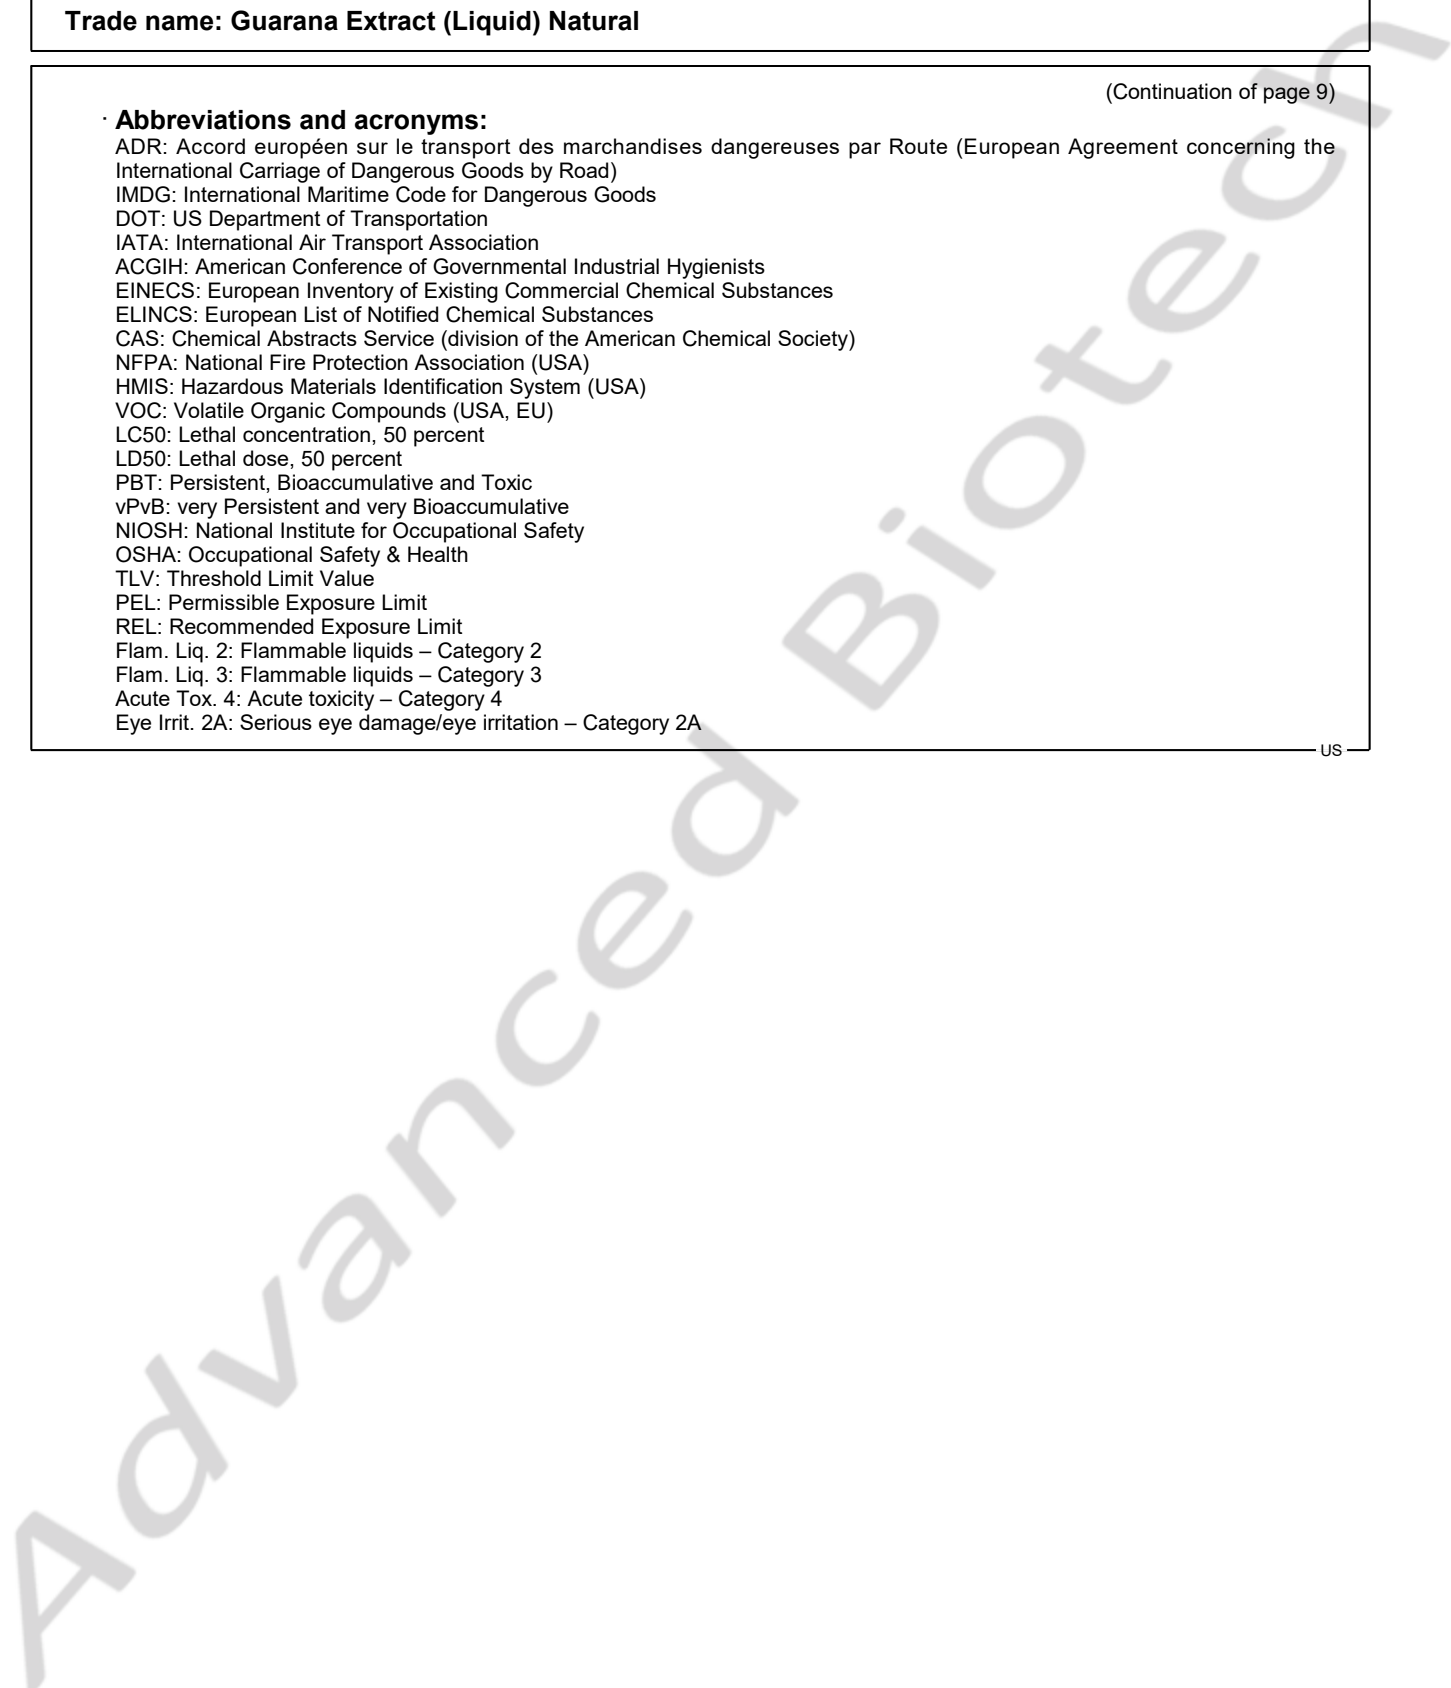 Trade name: Guarana Extract (Liquid) Natural
(Continuation of page 9)
· Abbreviations and acronyms:
ADR: Accord européen sur le transport des marchandises dangereuses par Route (European Agreement concerning the
International Carriage of Dangerous Goods by Road)
IMDG: International Maritime Code for Dangerous Goods
DOT: US Department of Transportation
IATA: International Air Transport Association
ACGIH: American Conference of Governmental Industrial Hygienists
EINECS: European Inventory of Existing Commercial Chemical Substances
ELINCS: European List of Notified Chemical Substances
CAS: Chemical Abstracts Service (division of the American Chemical Society)
NFPA: National Fire Protection Association (USA)
HMIS: Hazardous Materials Identification System (USA)
VOC: Volatile Organic Compounds (USA, EU)
LC50: Lethal concentration, 50 percent
LD50: Lethal dose, 50 percent
PBT: Persistent, Bioaccumulative and Toxic
vPvB: very Persistent and very Bioaccumulative
NIOSH: National Institute for Occupational Safety
OSHA: Occupational Safety & Health
TLV: Threshold Limit Value
PEL: Permissible Exposure Limit
REL: Recommended Exposure Limit
Flam. Liq. 2: Flammable liquids – Category 2
Flam. Liq. 3: Flammable liquids – Category 3
Acute Tox. 4: Acute toxicity – Category 4
Eye Irrit. 2A: Serious eye damage/eye irritation – Category 2A
US
Advanced Biotech